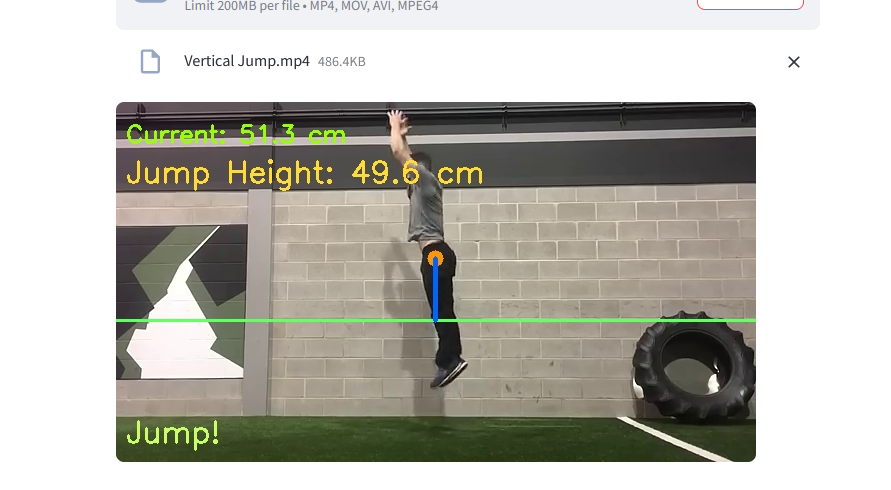 Limit 200MB per file • MP4, MOV, AVI, MPEG4
Vertical Jump.mp4 486.4KB
Current: 51.3 cm
Jump Height: 49.6 cm
Jump!